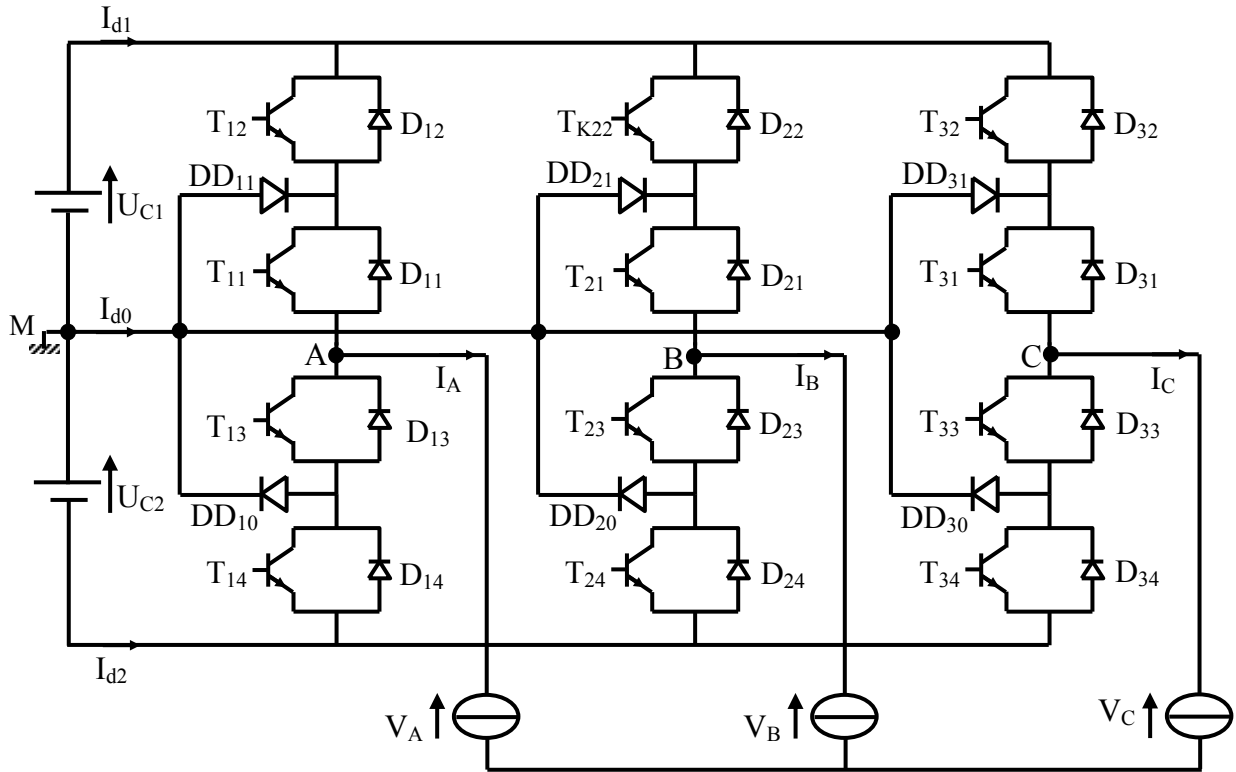 I_d1
T_12 D_12 T_K22 D_22 T_32 D_32
DD_11 DD_21 DD_31
U_C1
T_11 D_11 T_21 D_21 T_31 D_31
M I_d0
A I_A B I_B C I_C
T_13 D_13 T_23 D_23 T_33 D_33
U_C2
DD_10 DD_20 DD_30
T_14 D_14 T_24 D_24 T_34 D_34
I_d2
V_A V_B V_C